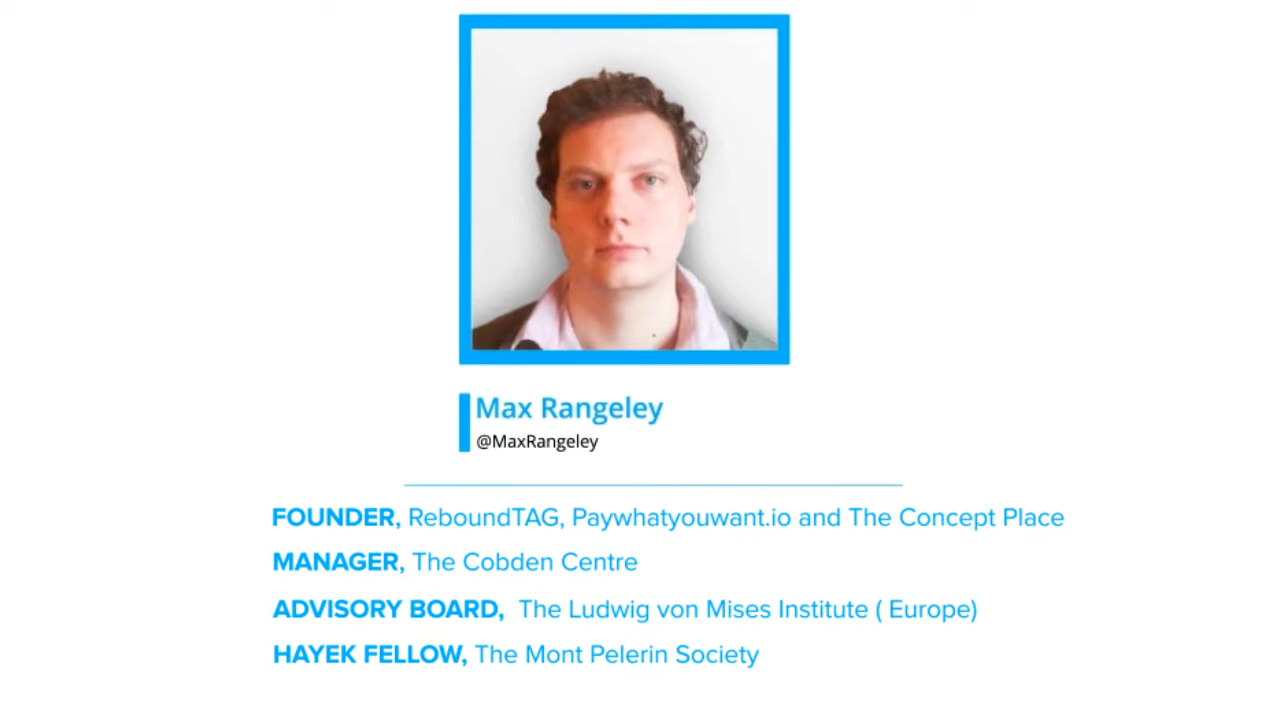 Max Rangeley
@MaxRangeley
FOUNDER, ReboundTAG, Paywhatyouwant.io and The Concept Place
MANAGER, The Cobden Centre
ADVISORY BOARD, The Ludwig von Mises Institute ( Europe)
HAYEK FELLOW, The Mont Pelerin Society